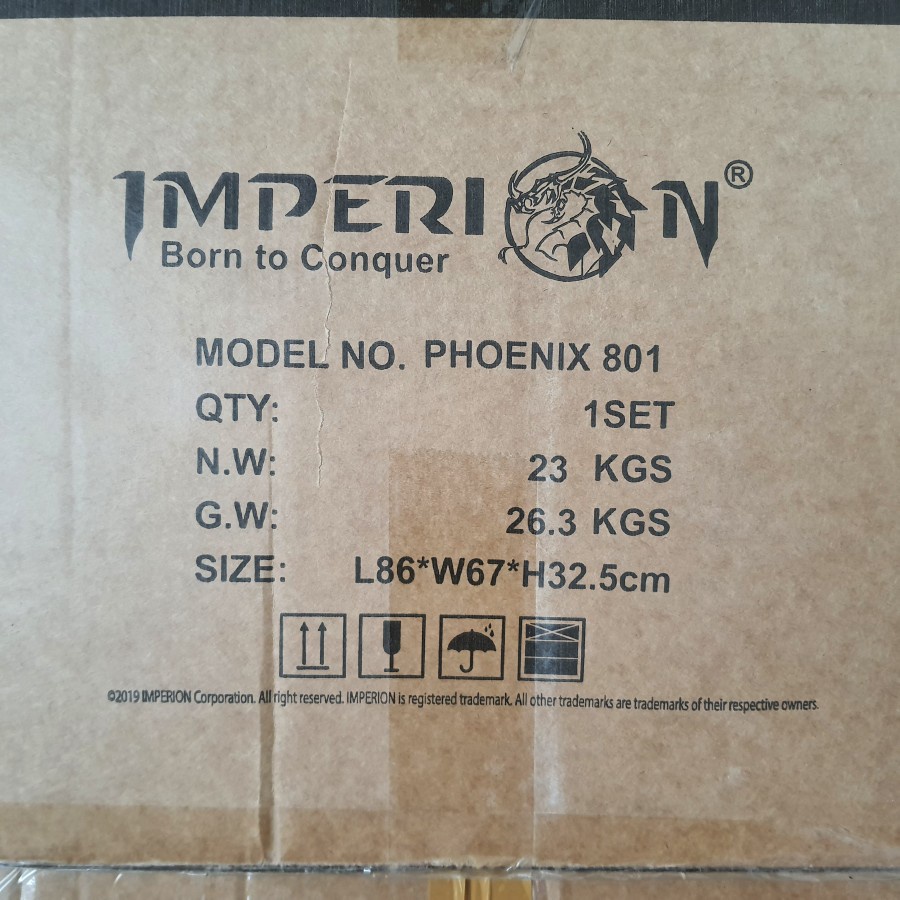 IMPERION®
Born to Conquer
MODEL NO. PHOENIX 801
QTY: 1SET
N.W: 23 KGS
G.W: 26.3 KGS
SIZE: L86*W67*H32.5cm
©2019 IMPERION Corporation. All right reserved. IMPERION is registered trademark. All other trademarks are trademarks of their respective owners.